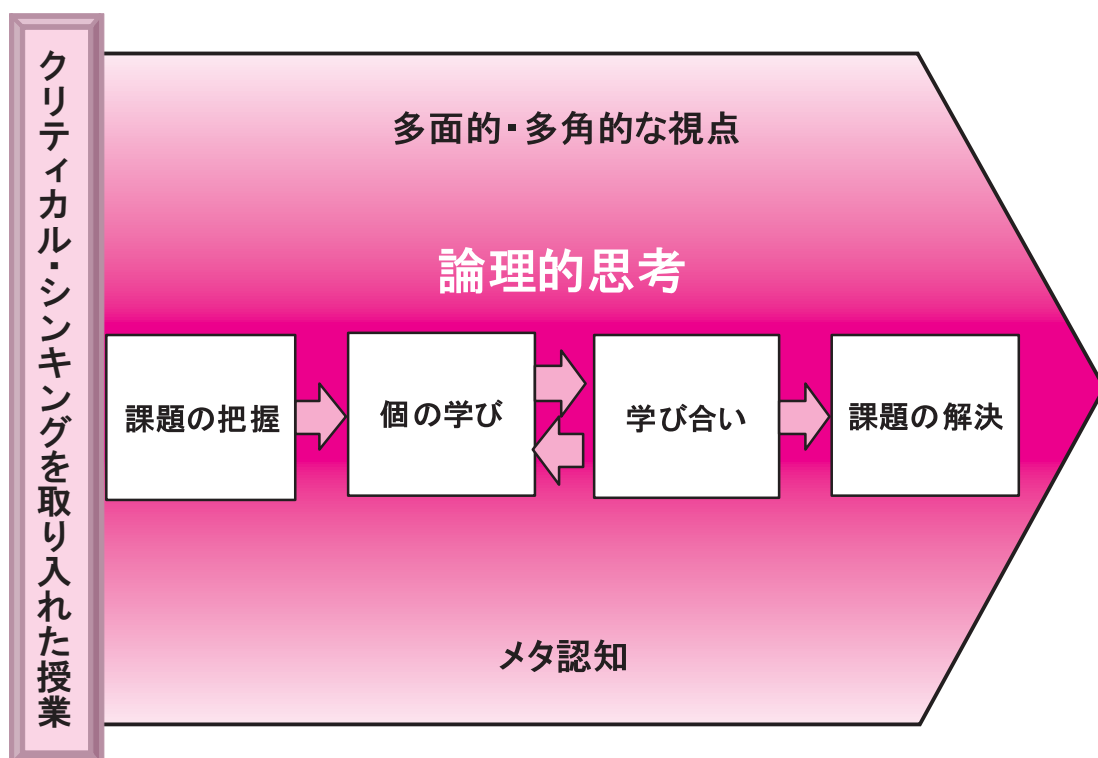 クリティカル・シンキングを取り入れた授業
多面的・多角的な視点
論理的思考
課題の把握
個の学び
学び合い
課題の解決
メタ認知